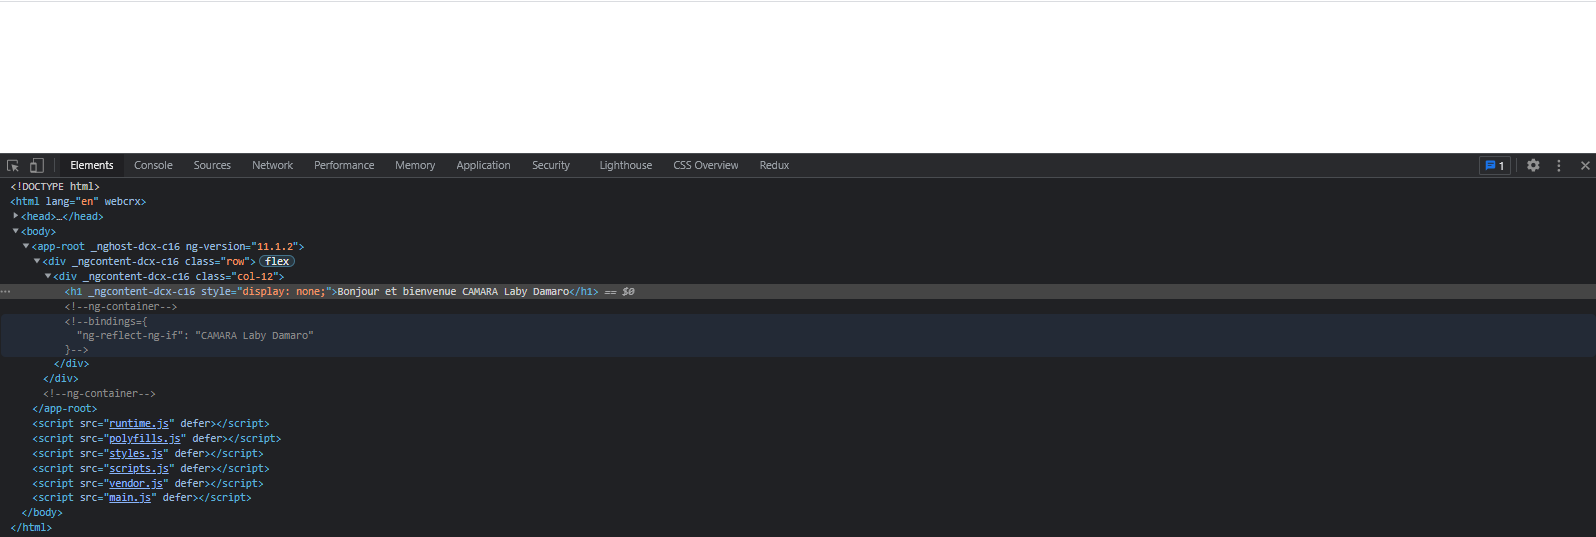 Elements Console Sources Network Performance Memory Application Security Lighthouse CSS Overview Redux 1
<!DOCTYPE html>
<html lang="en" webcrx>
<head>…</head>
<body>
<app-root _nghost-dcx-c16 ng-version="11.1.2">
<div _ngcontent-dcx-c16 class="row"> flex
<div _ngcontent-dcx-c16 class="col-12">
<h1 _ngcontent-dcx-c16 style="display: none;">Bonjour et bienvenue CAMARA Laby Damaro</h1> == $0
<!--ng-container-->
<!--bindings={
"ng-reflect-ng-if": "CAMARA Laby Damaro"
}-->
</div>
</div>
<!--ng-container-->
</app-root>
<script src="runtime.js" defer></script>
<script src="polyfills.js" defer></script>
<script src="styles.js" defer></script>
<script src="scripts.js" defer></script>
<script src="vendor.js" defer></script>
<script src="main.js" defer></script>
</body>
</html>